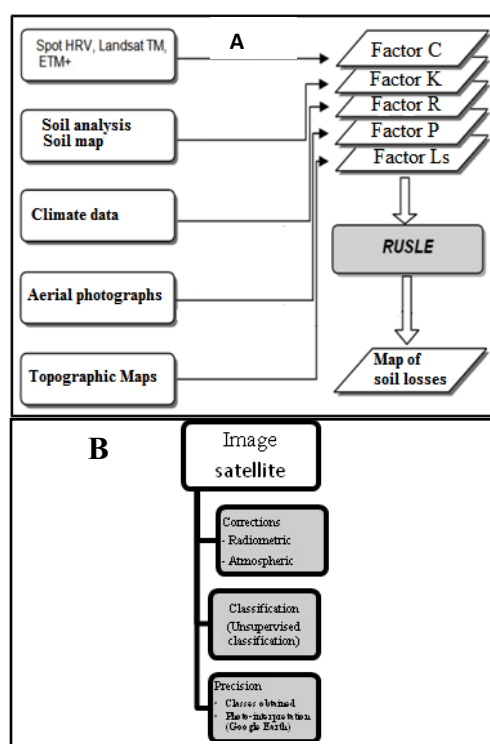 A
Spot HRV, Landsat TM,
ETM+
Soil analysis
Soil map
Climate data
Aerial photographs
Topographic Maps
Factor C
Factor K
Factor R
Factor P
Factor Ls
RUSLE
Map of
soil losses
B
Image
satellite
Corrections
- Radiometric
- Atmospheric
Classification
(Unsupervised
classification)
Precision
• Classes obtained
• Photo-interpretation
(Google Earth)